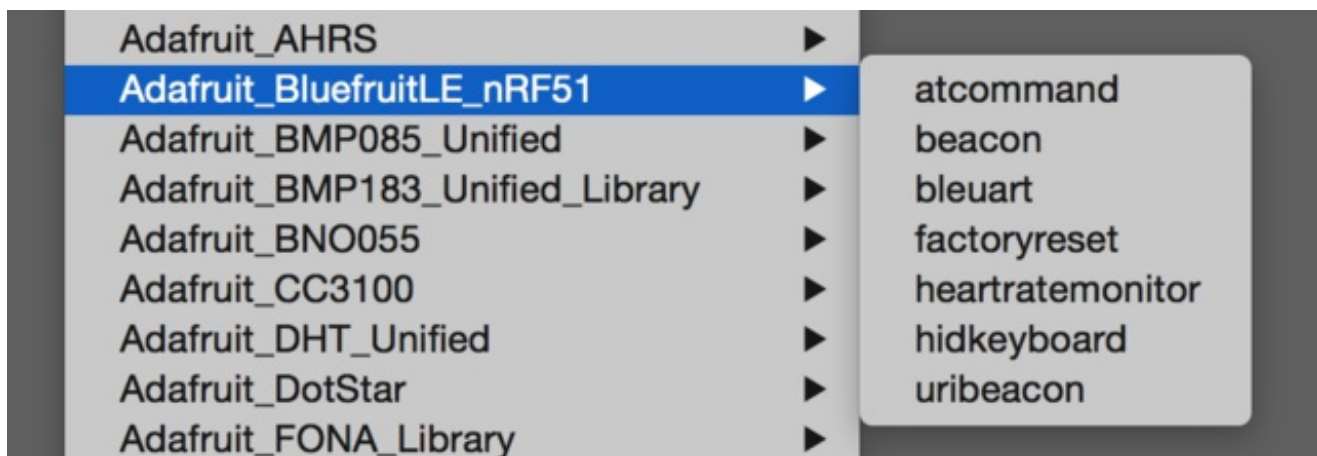 Adafruit_AHRS
Adafruit_BluefruitLE_nRF51
Adafruit_BMP085_Unified
Adafruit_BMP183_Unified_Library
Adafruit_BNO055
Adafruit_CC3100
Adafruit_DHT_Unified
Adafruit_DotStar
Adafruit_FONA_Library
atcommand
beacon
bleuart
factoryreset
heartratemonitor
hidkeyboard
uribeacon